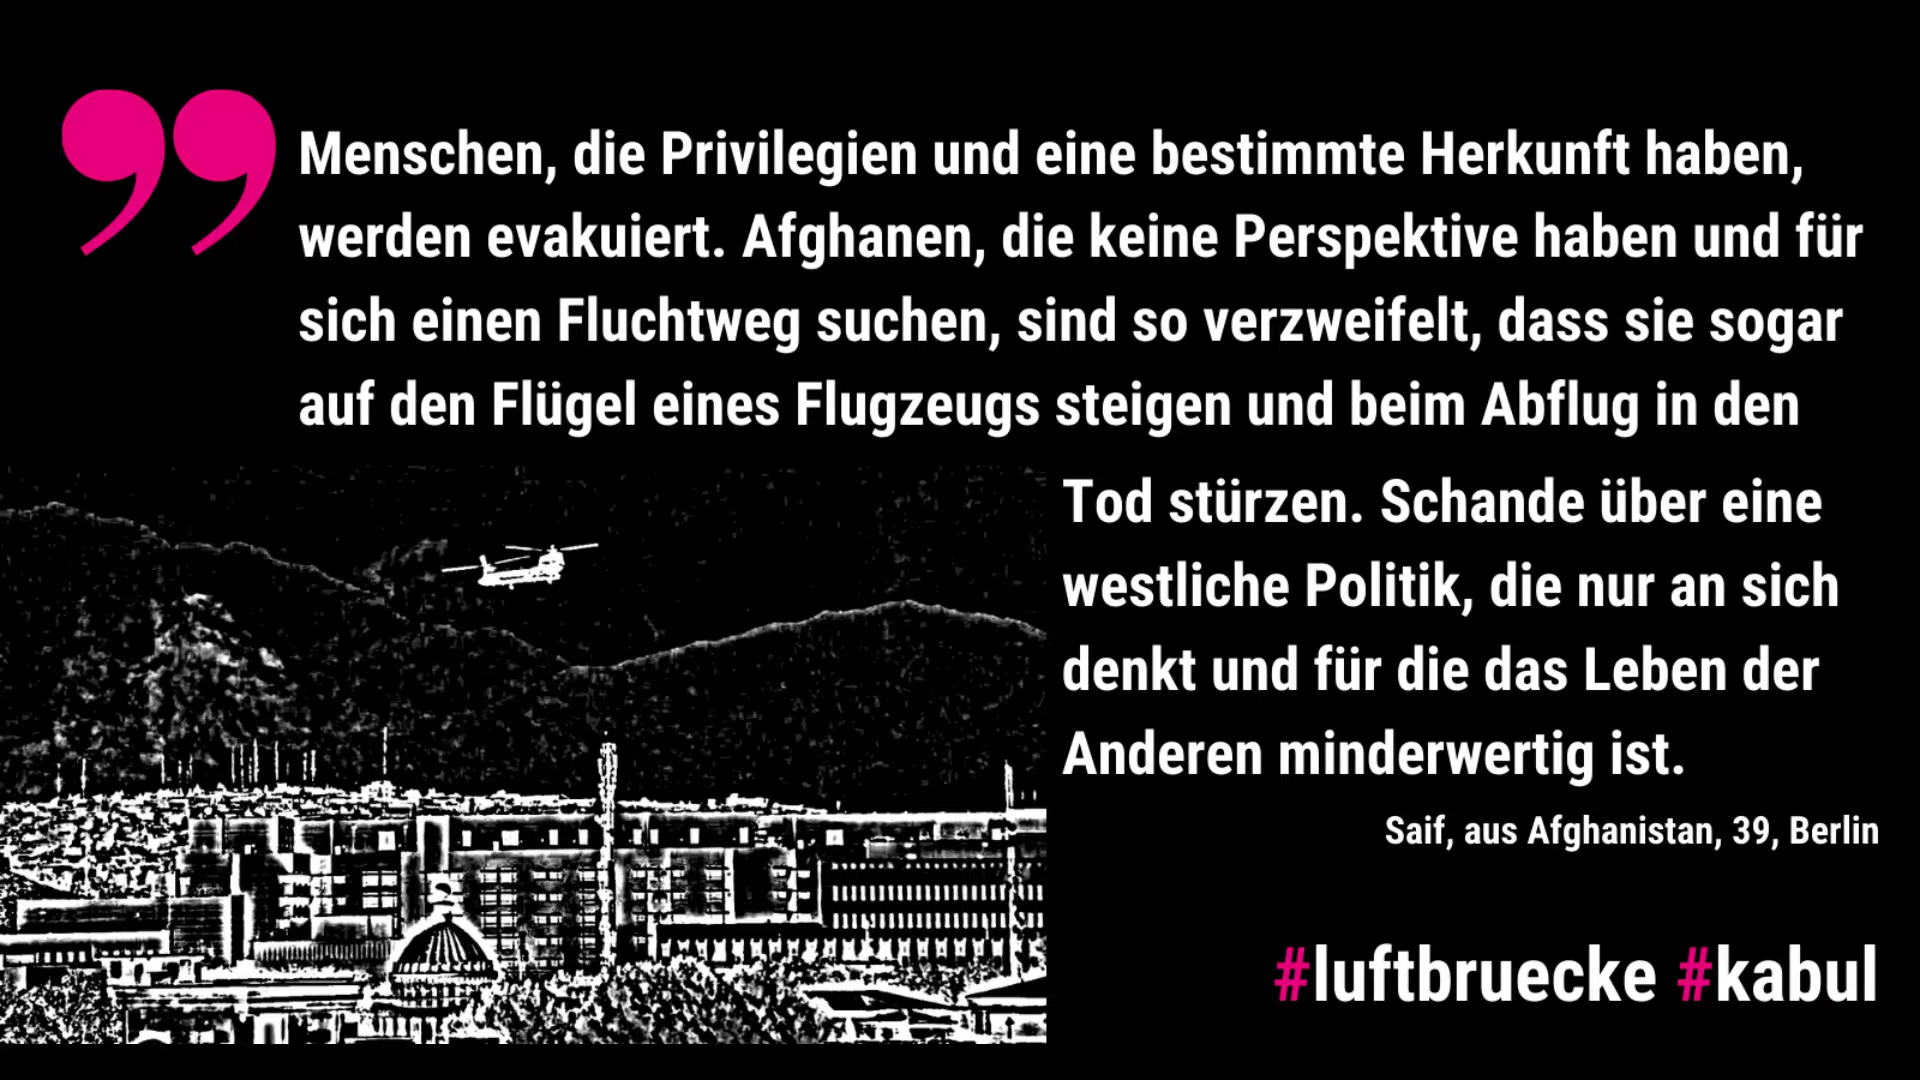 Menschen, die Privilegien und eine bestimmte Herkunft haben,
werden evakuiert. Afghanen, die keine Perspektive haben und für
sich einen Fluchtweg suchen, sind so verzweifelt, dass sie sogar
auf den Flügel eines Flugzeugs steigen und beim Abflug in den
Tod stürzen. Schande über eine
westliche Politik, die nur an sich
denkt und für die das Leben der
Anderen minderwertig ist.
Saif, aus Afghanistan, 39, Berlin
#luftbruecke #kabul